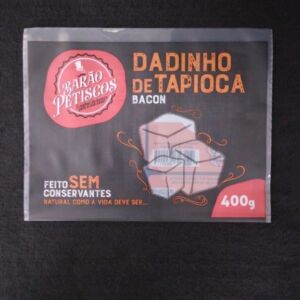 BARÃO
PETISCOS
DADINHO
DE TAPIOCA
BACON
FEITO SEM
CONSERVANTES
NATURAL COMO A VIDA DEVE SER...
400g